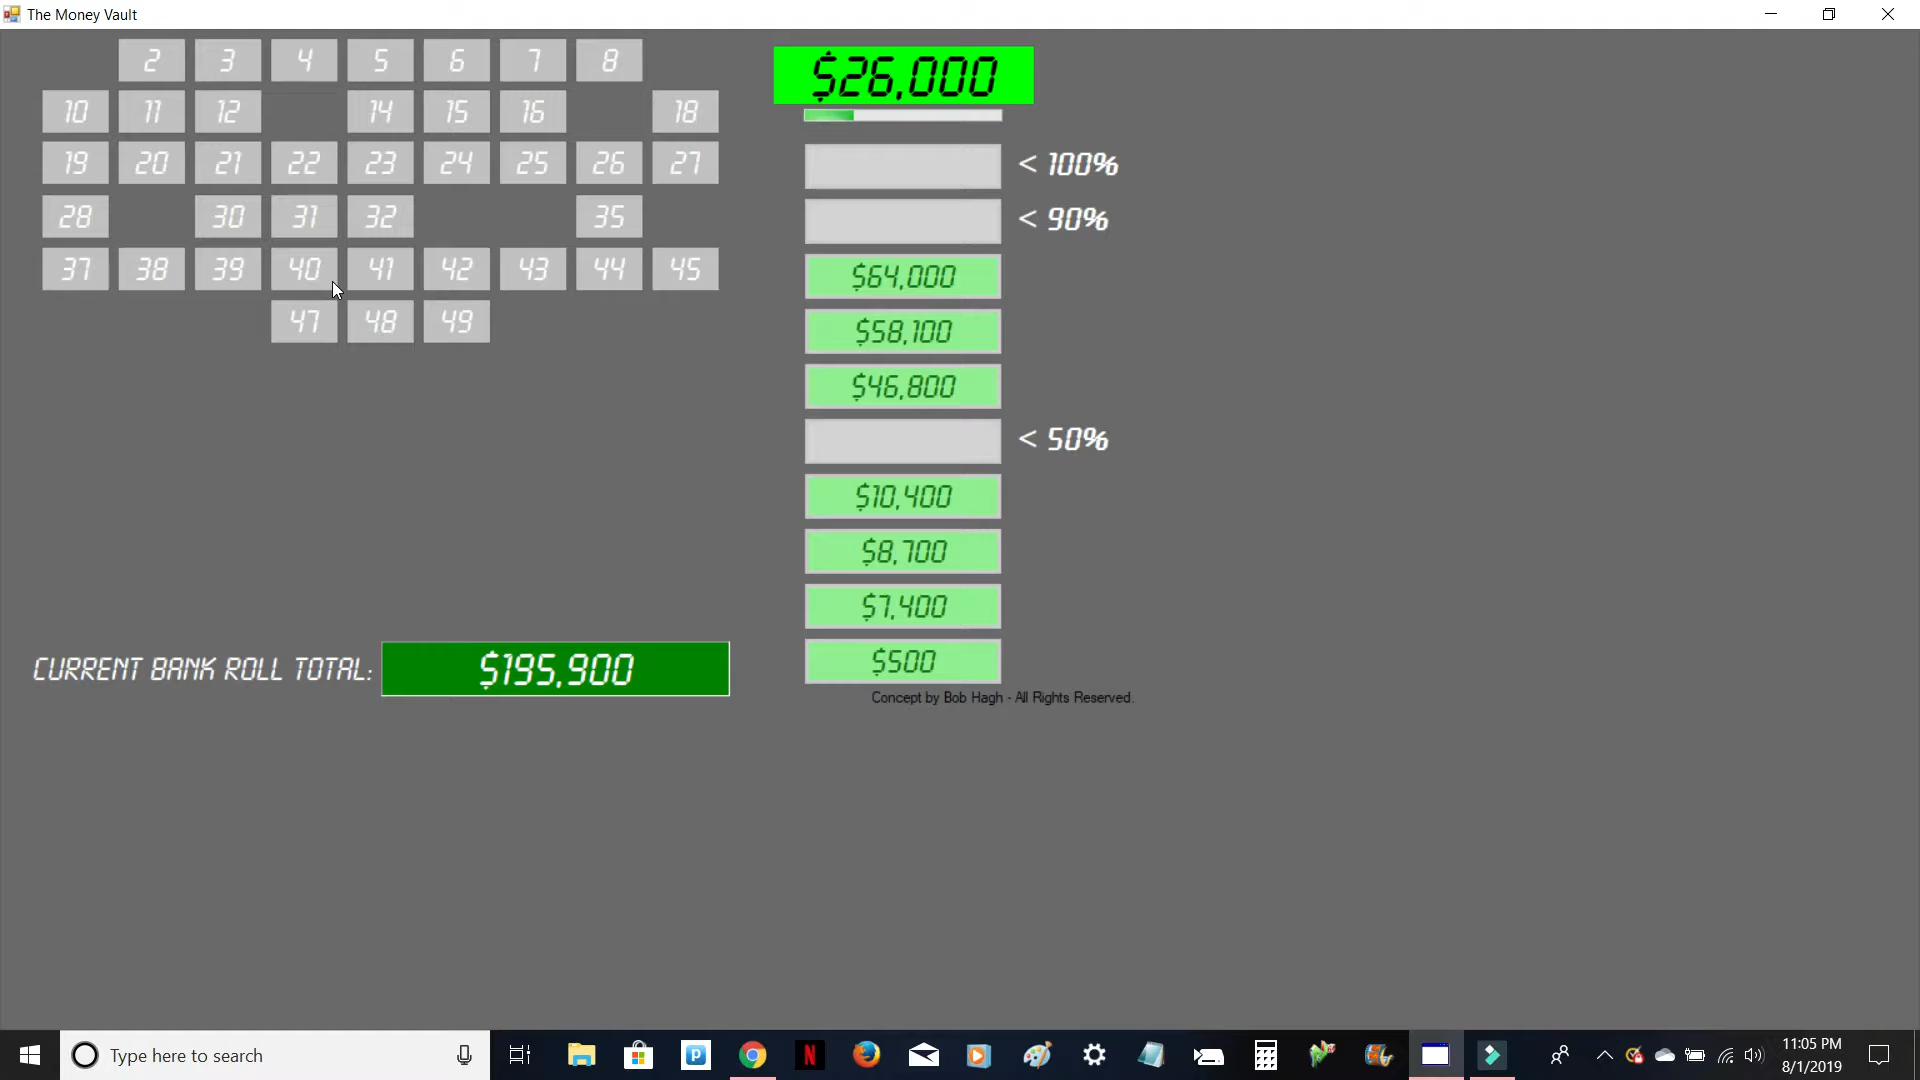 The Money Vault
2 3 4 5 6 7 8
10 11 12 14 15 16 18
19 20 21 22 23 24 25 26 27
28 30 31 32 35
37 38 39 40 41 42 43 44 45
47 48 49
$26,000
< 100%
< 90%
$64,000
$58,100
$46,800
< 50%
$10,400
$8,700
$7,400
$500
CURRENT BANK ROLL TOTAL: $195,900
Concept by Bob Hagh - All Rights Reserved.
Type here to search
P
N
11:05 PM
8/1/2019